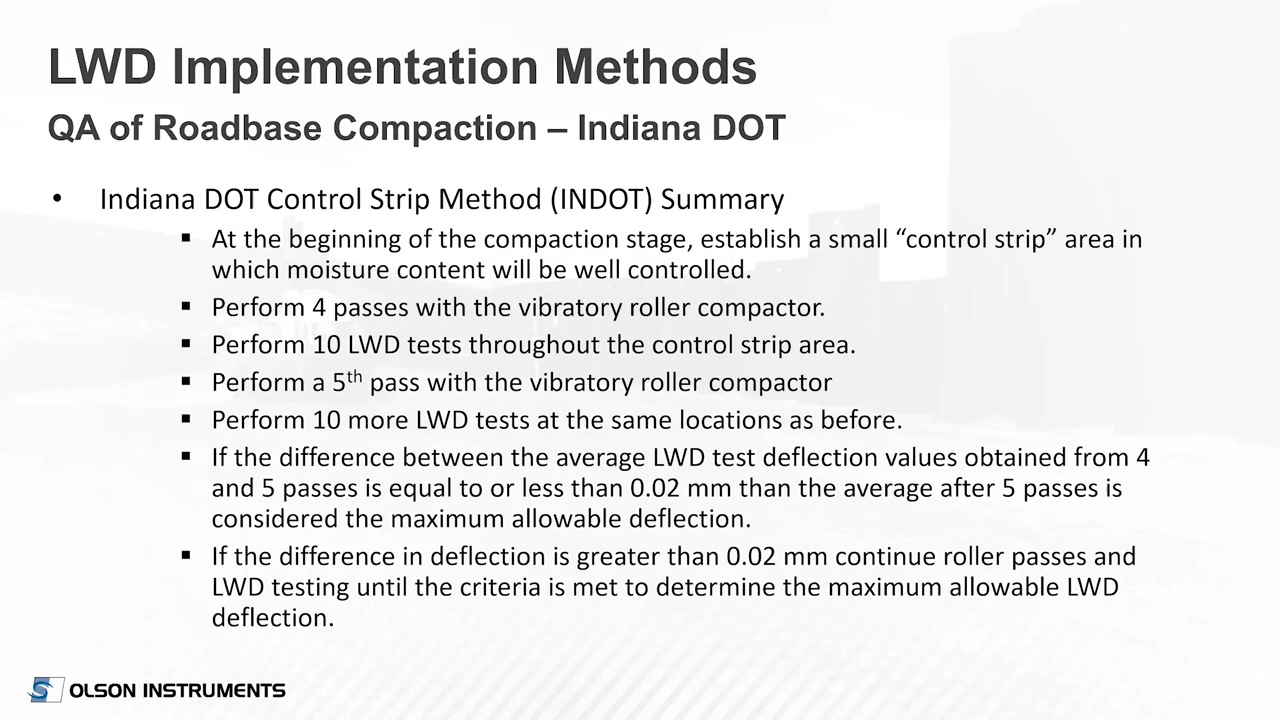 LWD Implementation Methods
QA of Roadbase Compaction – Indiana DOT
• Indiana DOT Control Strip Method (INDOT) Summary
▪ At the beginning of the compaction stage, establish a small “control strip” area in
which moisture content will be well controlled.
▪ Perform 4 passes with the vibratory roller compactor.
▪ Perform 10 LWD tests throughout the control strip area.
▪ Perform a 5th pass with the vibratory roller compactor
▪ Perform 10 more LWD tests at the same locations as before.
▪ If the difference between the average LWD test deflection values obtained from 4
and 5 passes is equal to or less than 0.02 mm than the average after 5 passes is
considered the maximum allowable deflection.
▪ If the difference in deflection is greater than 0.02 mm continue roller passes and
LWD testing until the criteria is met to determine the maximum allowable LWD
deflection.
OLSON INSTRUMENTS